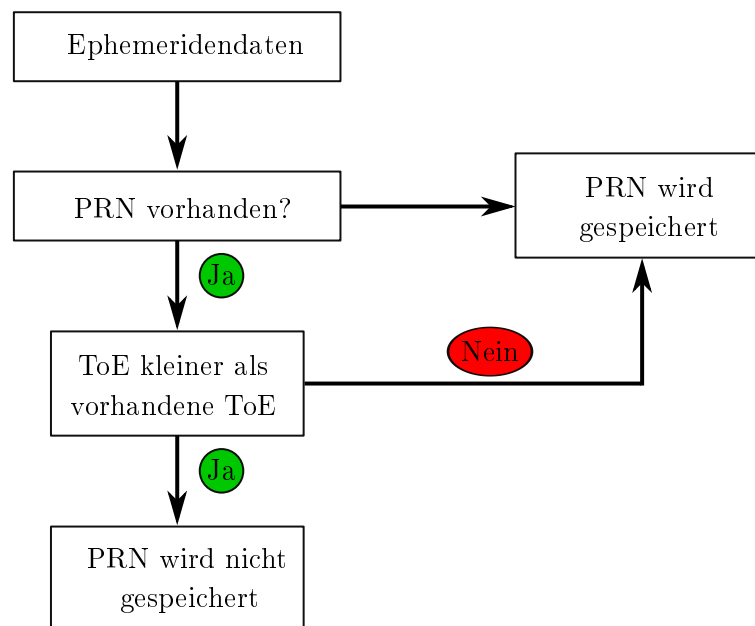 Ephemeridendaten
PRN vorhanden?
PRN wird
gespeichert
Ja
Nein
ToE kleiner als
vorhandene ToE
Ja
PRN wird nicht
gespeichert